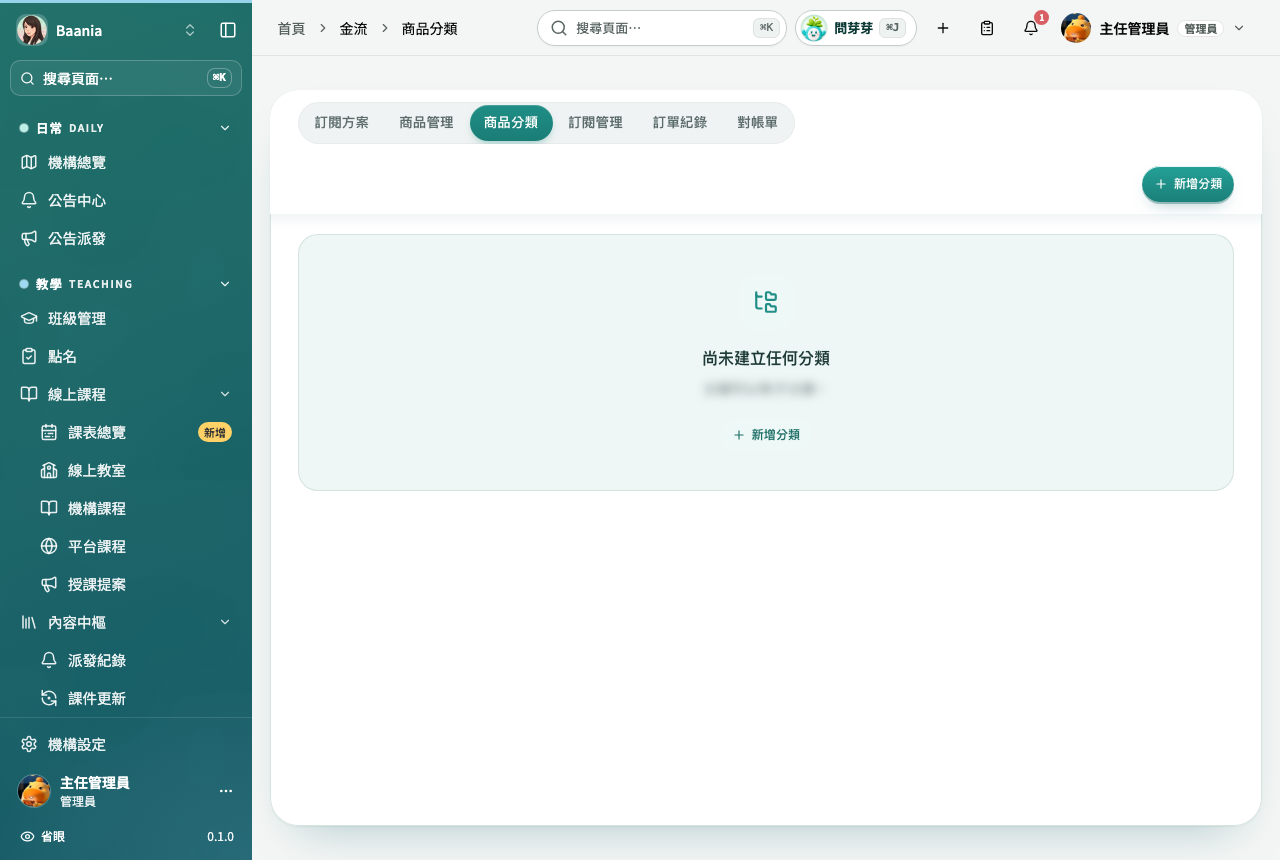 Baania
搜尋頁面… ⌘K
日常 DAILY
機構總覽
公告中心
公告派發
教學 TEACHING
班級管理
點名
線上課程
課表總覽 新增
線上教室
機構課程
平台課程
授課提案
內容中樞
派發紀錄
課件更新
機構設定
主任管理員
管理員
省眼 0.1.0
首頁 金流 商品分類
搜尋頁面… ⌘K
問芽芽 ⌘J
1
主任管理員 管理員
訂閱方案 商品管理 商品分類 訂閱管理 訂單紀錄 對帳單
新增分類
尚未建立任何分類
新增分類